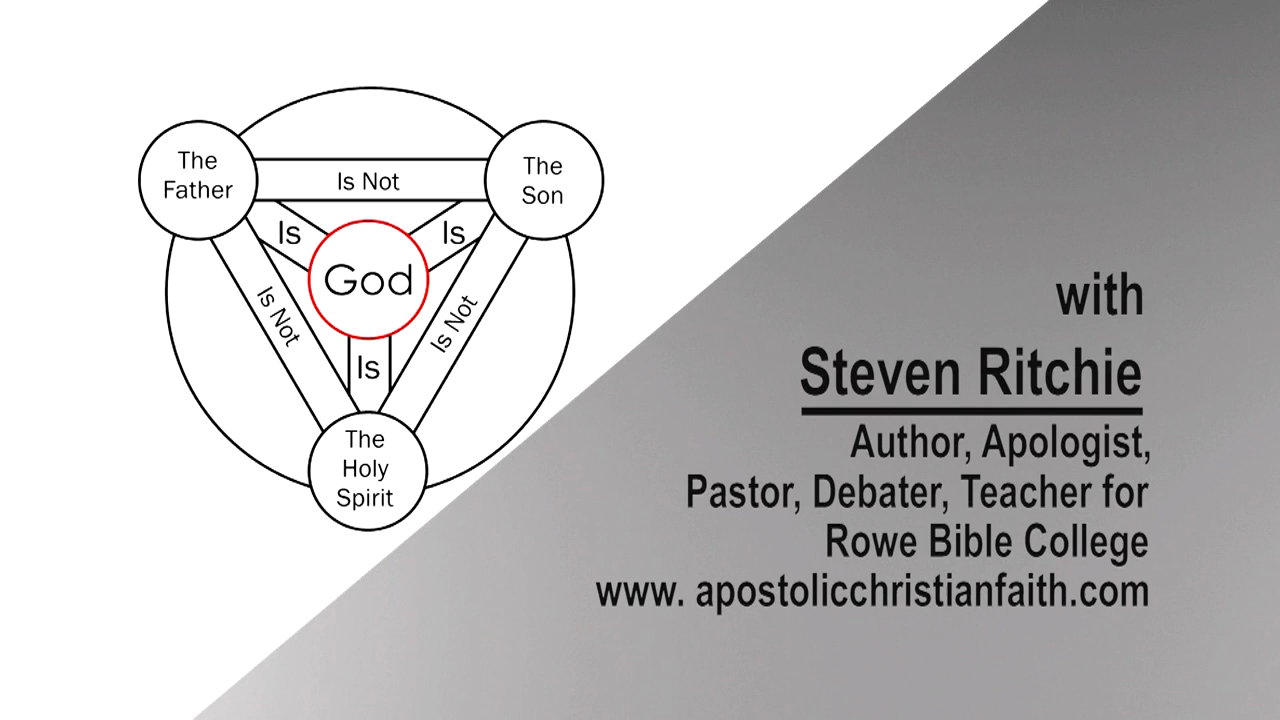 The
Father
Is Not
The
Son
Is
Is
God
Is Not
Is Not
Is
The
Holy
Spirit
with
Steven Ritchie
Author, Apologist,
Pastor, Debater, Teacher for
Rowe Bible College
www. apostolicchristianfaith.com